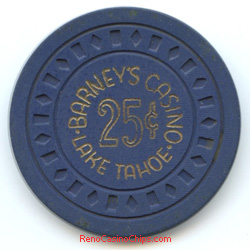 BARNEY'S CASINO
25¢
LAKE TAHOE
RenoCasinoChips.com